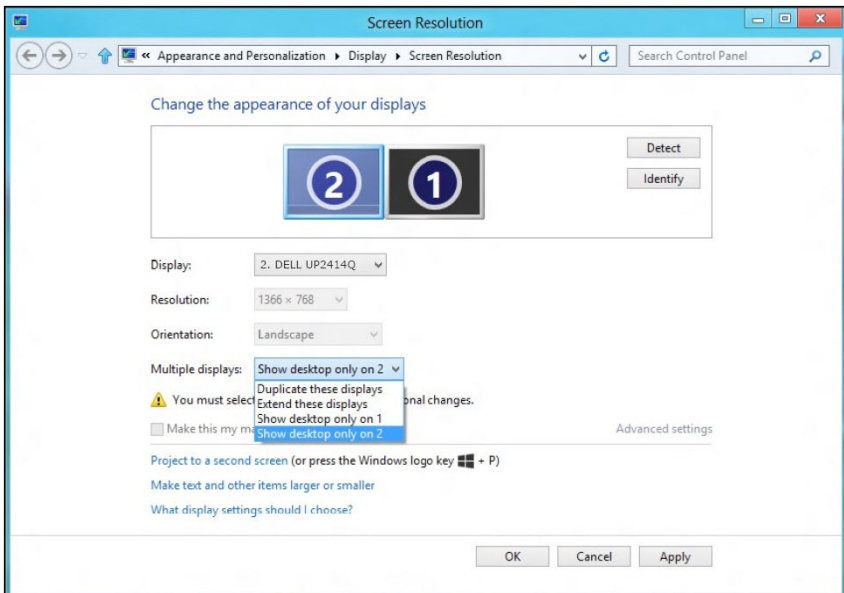 Screen Resolution
« Appearance and Personalization ▸ Display ▸ Screen Resolution
Search Control Panel
Change the appearance of your displays
2 1
Detect
Identify
Display: 2. DELL UP2414Q
Resolution: 1366 × 768
Orientation: Landscape
Multiple displays: Show desktop only on 2
Duplicate these displays
You must select onal changes.
Extend these displays
Show desktop only on 1
Make this my ma Advanced settings
Show desktop only on 2
Project to a second screen (or press the Windows logo key + P)
Make text and other items larger or smaller
What display settings should I choose?
OK Cancel Apply